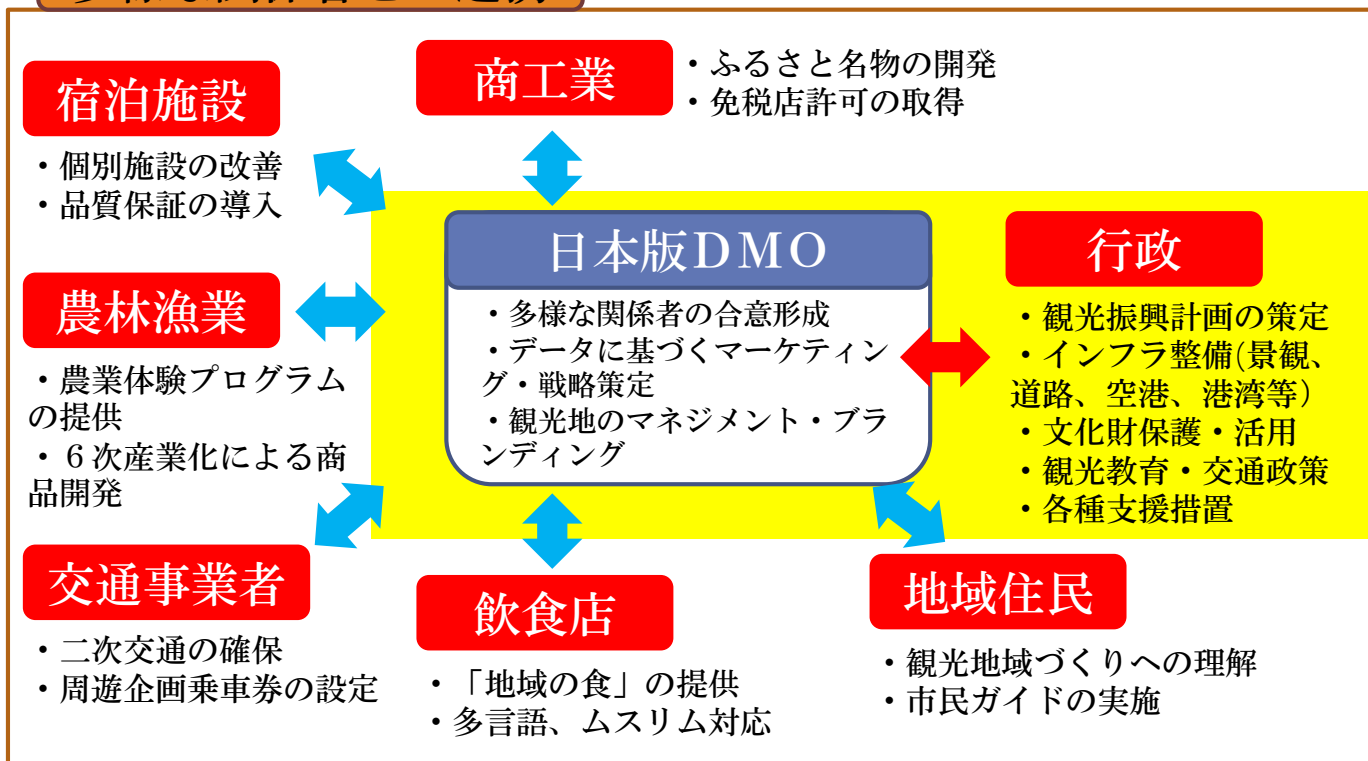 宿泊施設
・個別施設の改善
・品質保証の導入
商工業
・ふるさと名物の開発
・免税店許可の取得
農林漁業
・農業体験プログラム
の提供
・６次産業化による商
品開発
日本版ＤＭＯ
・多様な関係者の合意形成
・データに基づくマーケティン
グ・戦略策定
・観光地のマネジメント・ブラ
ンディング
行政
・観光振興計画の策定
・インフラ整備(景観、
道路、空港、港湾等）
・文化財保護・活用
・観光教育・交通政策
・各種支援措置
交通事業者
・二次交通の確保
・周遊企画乗車券の設定
飲食店
・「地域の食」の提供
・多言語、ムスリム対応
地域住民
・観光地域づくりへの理解
・市民ガイドの実施